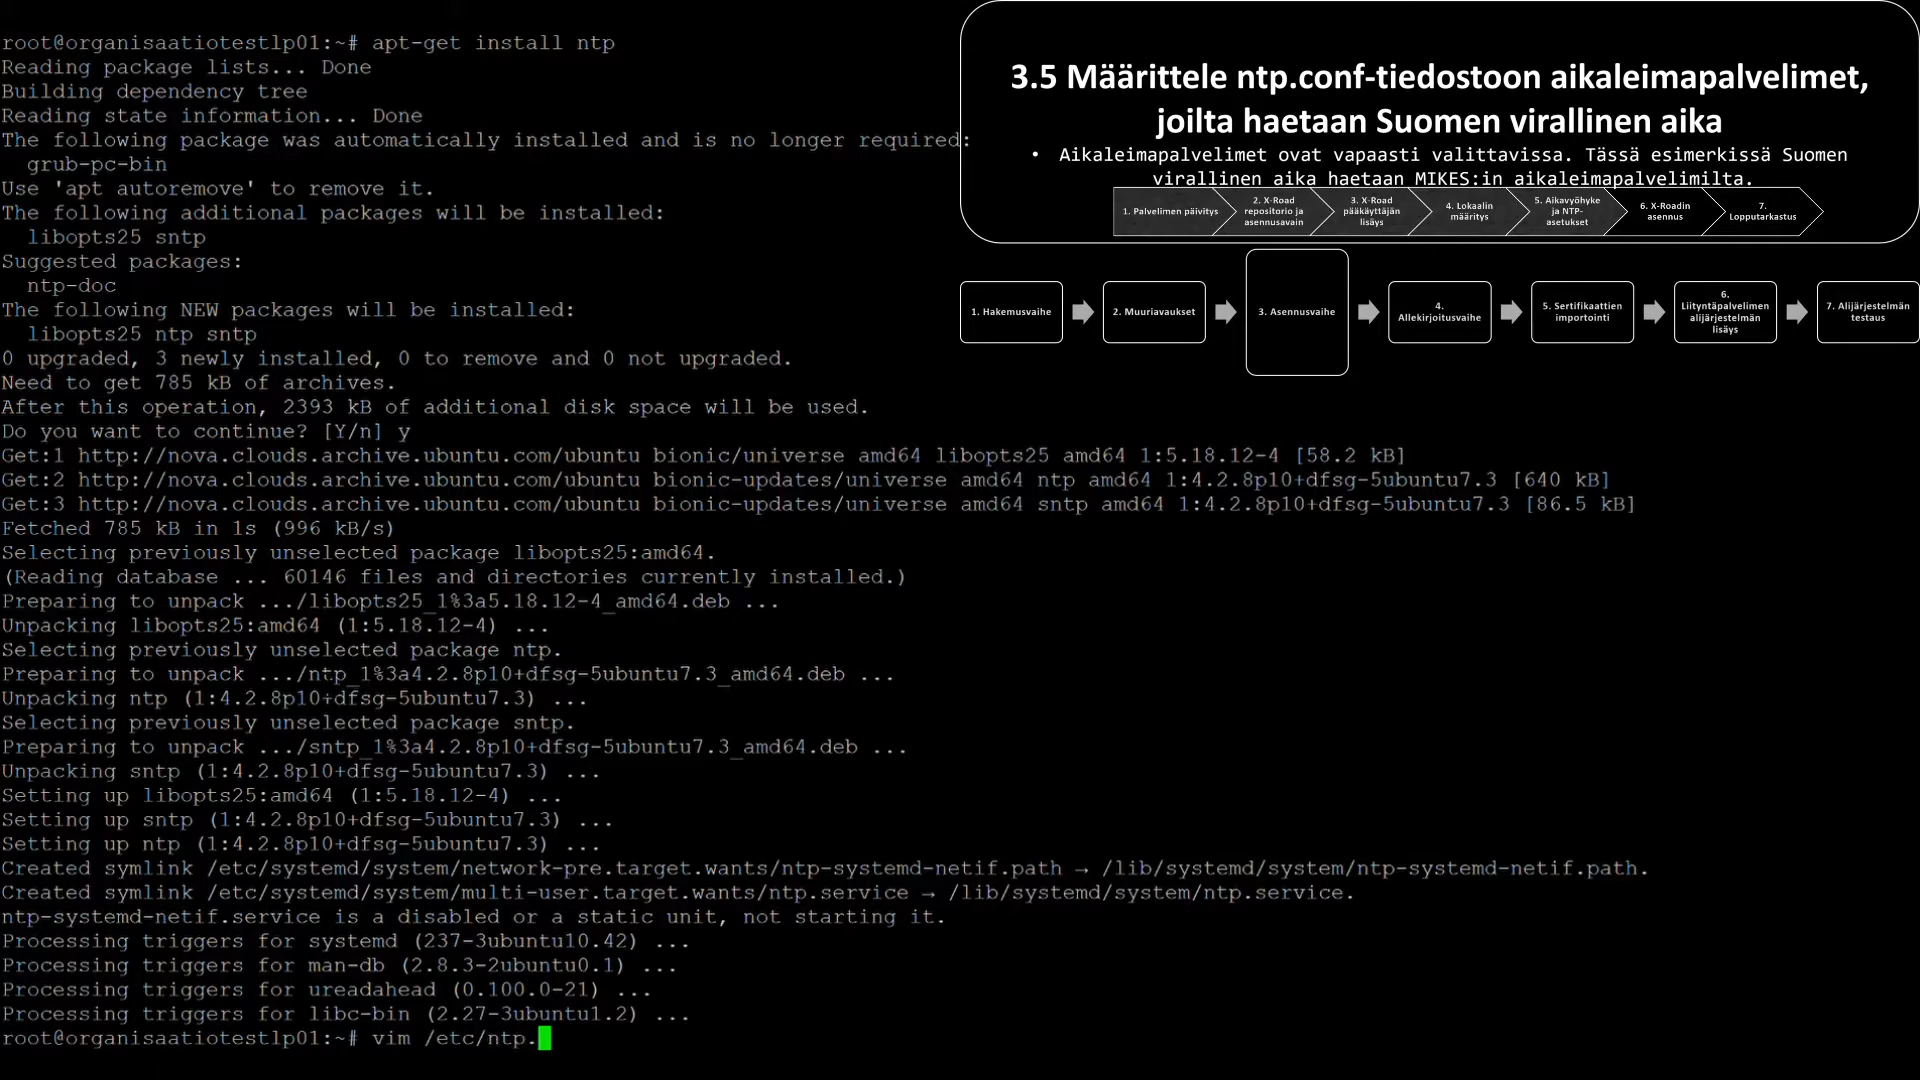 root@organisaatiotestlp01:~# apt-get install ntp
Reading package lists... Done
Building dependency tree
Reading state information... Done
The following package was automatically installed and is no longer required:
  grub-pc-bin
Use 'apt autoremove' to remove it.
The following additional packages will be installed:
  libopts25 sntp
Suggested packages:
  ntp-doc
The following NEW packages will be installed:
  libopts25 ntp sntp
0 upgraded, 3 newly installed, 0 to remove and 0 not upgraded.
Need to get 785 kB of archives.
After this operation, 2393 kB of additional disk space will be used.
Do you want to continue? [Y/n] y
Get:1 http://nova.clouds.archive.ubuntu.com/ubuntu bionic/universe amd64 libopts25 amd64 1:5.18.12-4 [58.2 kB]
Get:2 http://nova.clouds.archive.ubuntu.com/ubuntu bionic-updates/universe amd64 ntp amd64 1:4.2.8p10+dfsg-5ubuntu7.3 [640 kB]
Get:3 http://nova.clouds.archive.ubuntu.com/ubuntu bionic-updates/universe amd64 sntp amd64 1:4.2.8p10+dfsg-5ubuntu7.3 [86.5 kB]
Fetched 785 kB in 1s (996 kB/s)
Selecting previously unselected package libopts25:amd64.
(Reading database ... 60146 files and directories currently installed.)
Preparing to unpack .../libopts25_1%3a5.18.12-4_amd64.deb ...
Unpacking libopts25:amd64 (1:5.18.12-4) ...
Selecting previously unselected package ntp.
Preparing to unpack .../ntp_1%3a4.2.8p10+dfsg-5ubuntu7.3_amd64.deb ...
Unpacking ntp (1:4.2.8p10+dfsg-5ubuntu7.3) ...
Selecting previously unselected package sntp.
Preparing to unpack .../sntp_1%3a4.2.8p10+dfsg-5ubuntu7.3_amd64.deb ...
Unpacking sntp (1:4.2.8p10+dfsg-5ubuntu7.3) ...
Setting up libopts25:amd64 (1:5.18.12-4) ...
Setting up sntp (1:4.2.8p10+dfsg-5ubuntu7.3) ...
Setting up ntp (1:4.2.8p10+dfsg-5ubuntu7.3) ...
Created symlink /etc/systemd/system/network-pre.target.wants/ntp-systemd-netif.path → /lib/systemd/system/ntp-systemd-netif.path.
Created symlink /etc/systemd/system/multi-user.target.wants/ntp.service → /lib/systemd/system/ntp.service.
ntp-systemd-netif.service is a disabled or a static unit, not starting it.
Processing triggers for systemd (237-3ubuntu10.42) ...
Processing triggers for man-db (2.8.3-2ubuntu0.1) ...
Processing triggers for ureadahead (0.100.0-21) ...
Processing triggers for libc-bin (2.27-3ubuntu1.2) ...
root@organisaatiotestlp01:~# vim /etc/ntp.
3.5 Määrittele ntp.conf-tiedostoon aikaleimapalvelimet,
joilta haetaan Suomen virallinen aika
• Aikaleimapalvelimet ovat vapaasti valittavissa. Tässä esimerkissä Suomen
virallinen aika haetaan MIKES:in aikaleimapalvelimilta.
1. Palvelimen päivitys
2. X-Road
repositorio ja
asennusavain
3. X-Road
pääkäyttäjän
lisäys
4. Lokaalin
määritys
5. Aikavyöhyke
ja NTP-
asetukset
6. X-Roadin
asennus
7.
Lopputarkastus
1. Hakemusvaihe
2. Muuriavaukset
3. Asennusvaihe
4.
Allekirjoitusvaihe
5. Sertifikaattien
importointi
6.
Liityntäpalvelimen
alijärjestelmän
lisäys
7. Alijärjestelmän
testaus